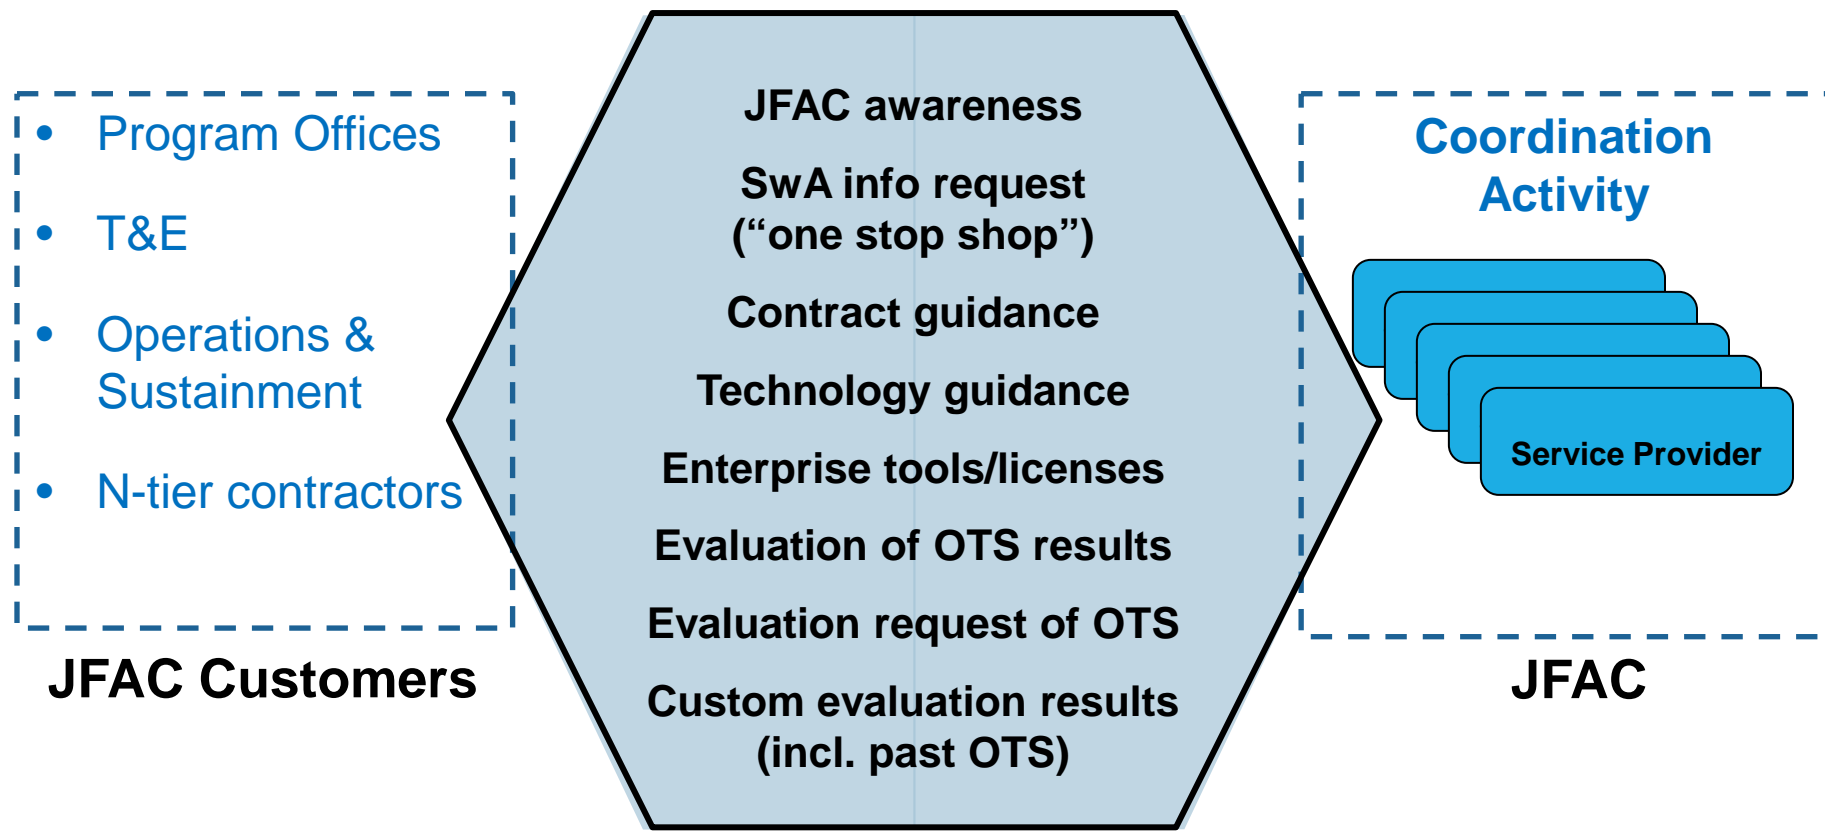 • Program Offices
• T&E
• Operations &
Sustainment
• N-tier contractors
JFAC Customers
JFAC awareness
SwA info request
(“one stop shop”)
Contract guidance
Technology guidance
Enterprise tools/licenses
Evaluation of OTS results
Evaluation request of OTS
Custom evaluation results
(incl. past OTS)
Coordination
Activity
Service Provider
JFAC